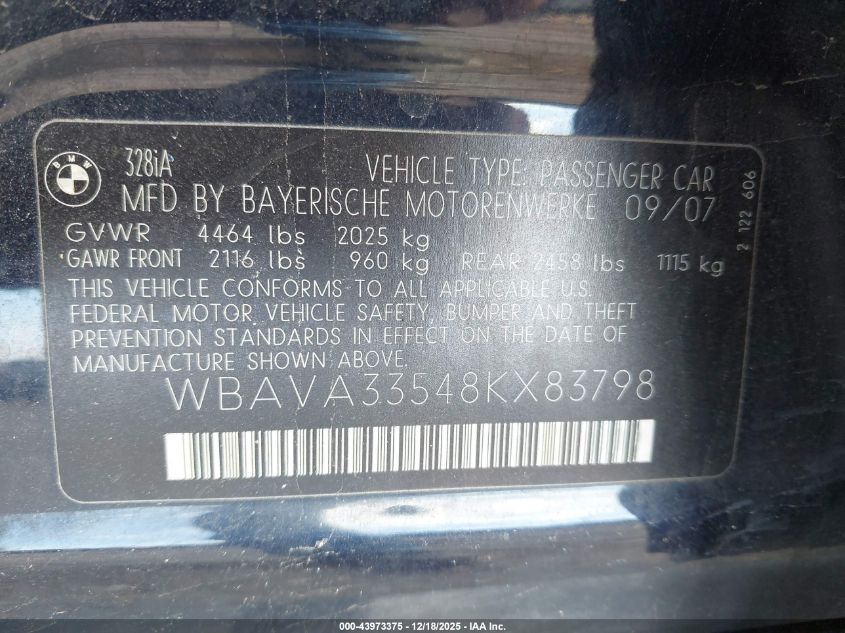 BMW
328iA
VEHICLE TYPE: PASSENGER CAR
MFD BY BAYERISCHE MOTORENWERKE 09/07
GVWR 4464 lbs 2025 kg
GAWR FRONT 2116 lbs 960 kg REAR 2458 lbs 1115 kg
THIS VEHICLE CONFORMS TO ALL APPLICABLE U.S.
FEDERAL MOTOR VEHICLE SAFETY, BUMPER AND THEFT
PREVENTION STANDARDS IN EFFECT ON THE DATE OF
MANUFACTURE SHOWN ABOVE.
WBAVA33548KX83798
2 122 606
000-43973375 - 12/18/2025 - IAA Inc.